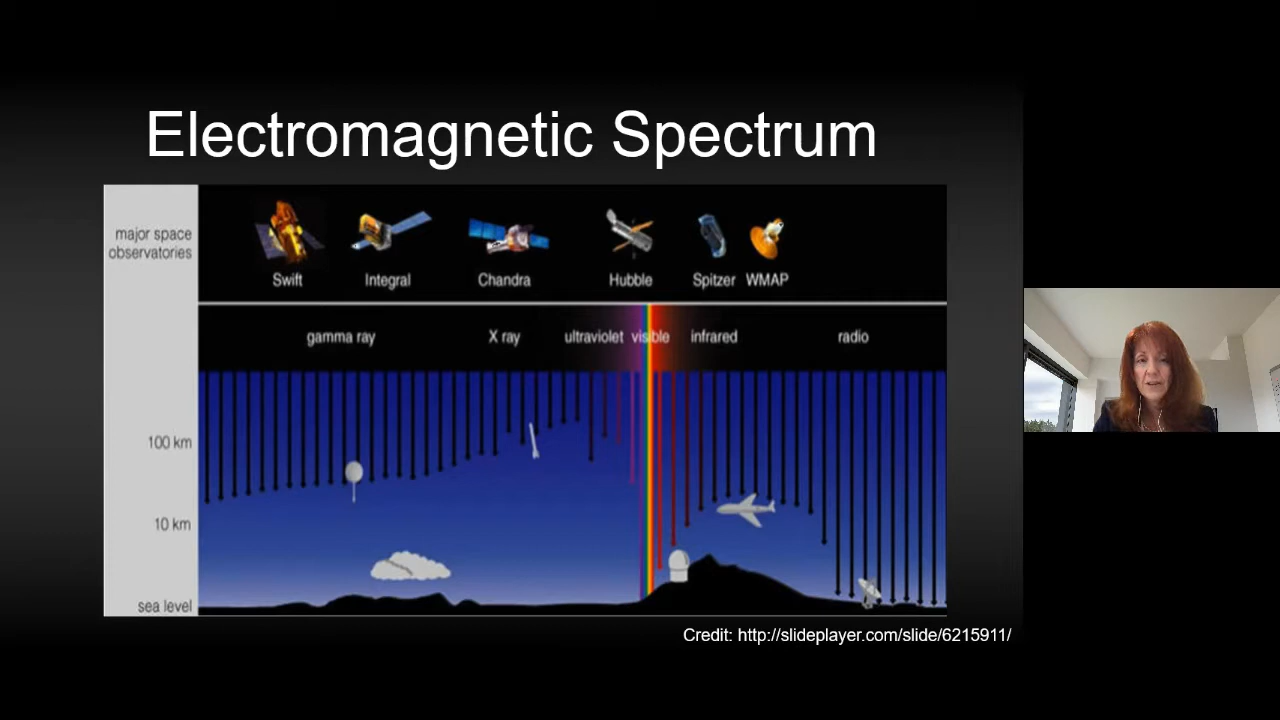 Electromagnetic Spectrum
major space
observatories
Swift Integral Chandra Hubble Spitzer WMAP
gamma ray X ray ultraviolet visible infrared radio
100 km
10 km
sea level
Credit: http://slideplayer.com/slide/6215911/